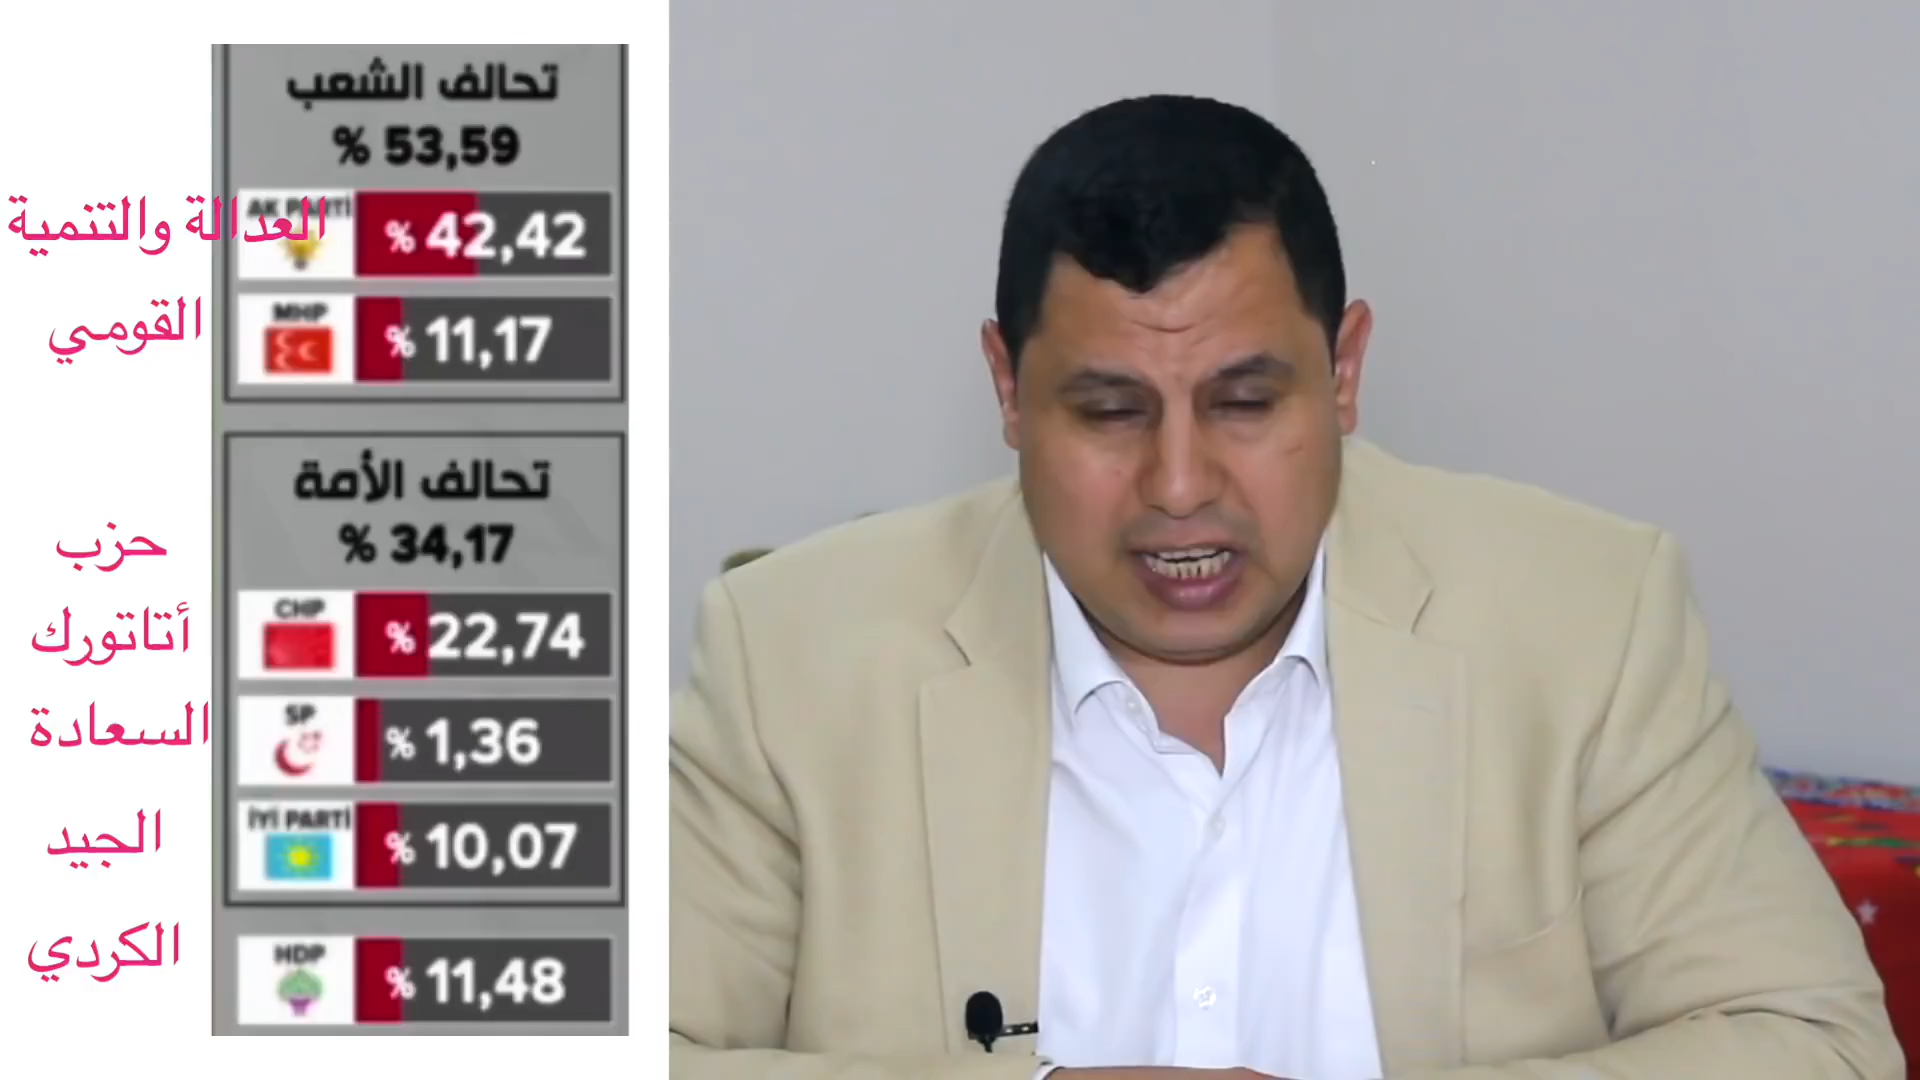 تحالف الشعب
% 53,59
العدالة والتنمية
AK PARTİ
% 42,42
القومي
MHP
% 11,17
تحالف الأمة
% 34,17
حزب
أتاتورك
CHP
% 22,74
السعادة
SP
% 1,36
الجيد
İYİ PARTİ
% 10,07
الكردي
HDP
% 11,48